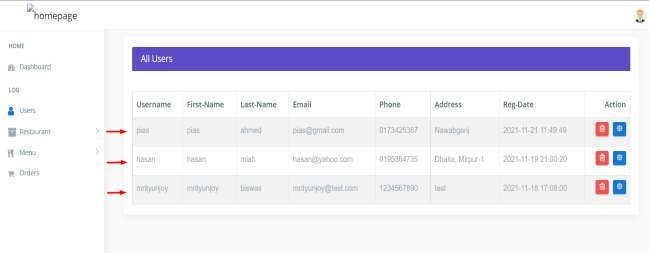 homepage
HOME
Dashboard
LOG
Users
Restaurant
Menu
Orders
All Users
Username First-Name Last-Name Email Phone Address Reg-Date Action
pias pias ahmed pias@gmail.com 0173425367 Nawabganj 2021-11-21 11:49:49
hasan hasan miah hasan@yahoo.com 0195364735 Dhaka, Mirpur-1 2021-11-19 21:00:20
mrityunjoy mrityunjoy biswas mrityunjoy@test.com 1234567890 test 2021-11-18 17:08:00